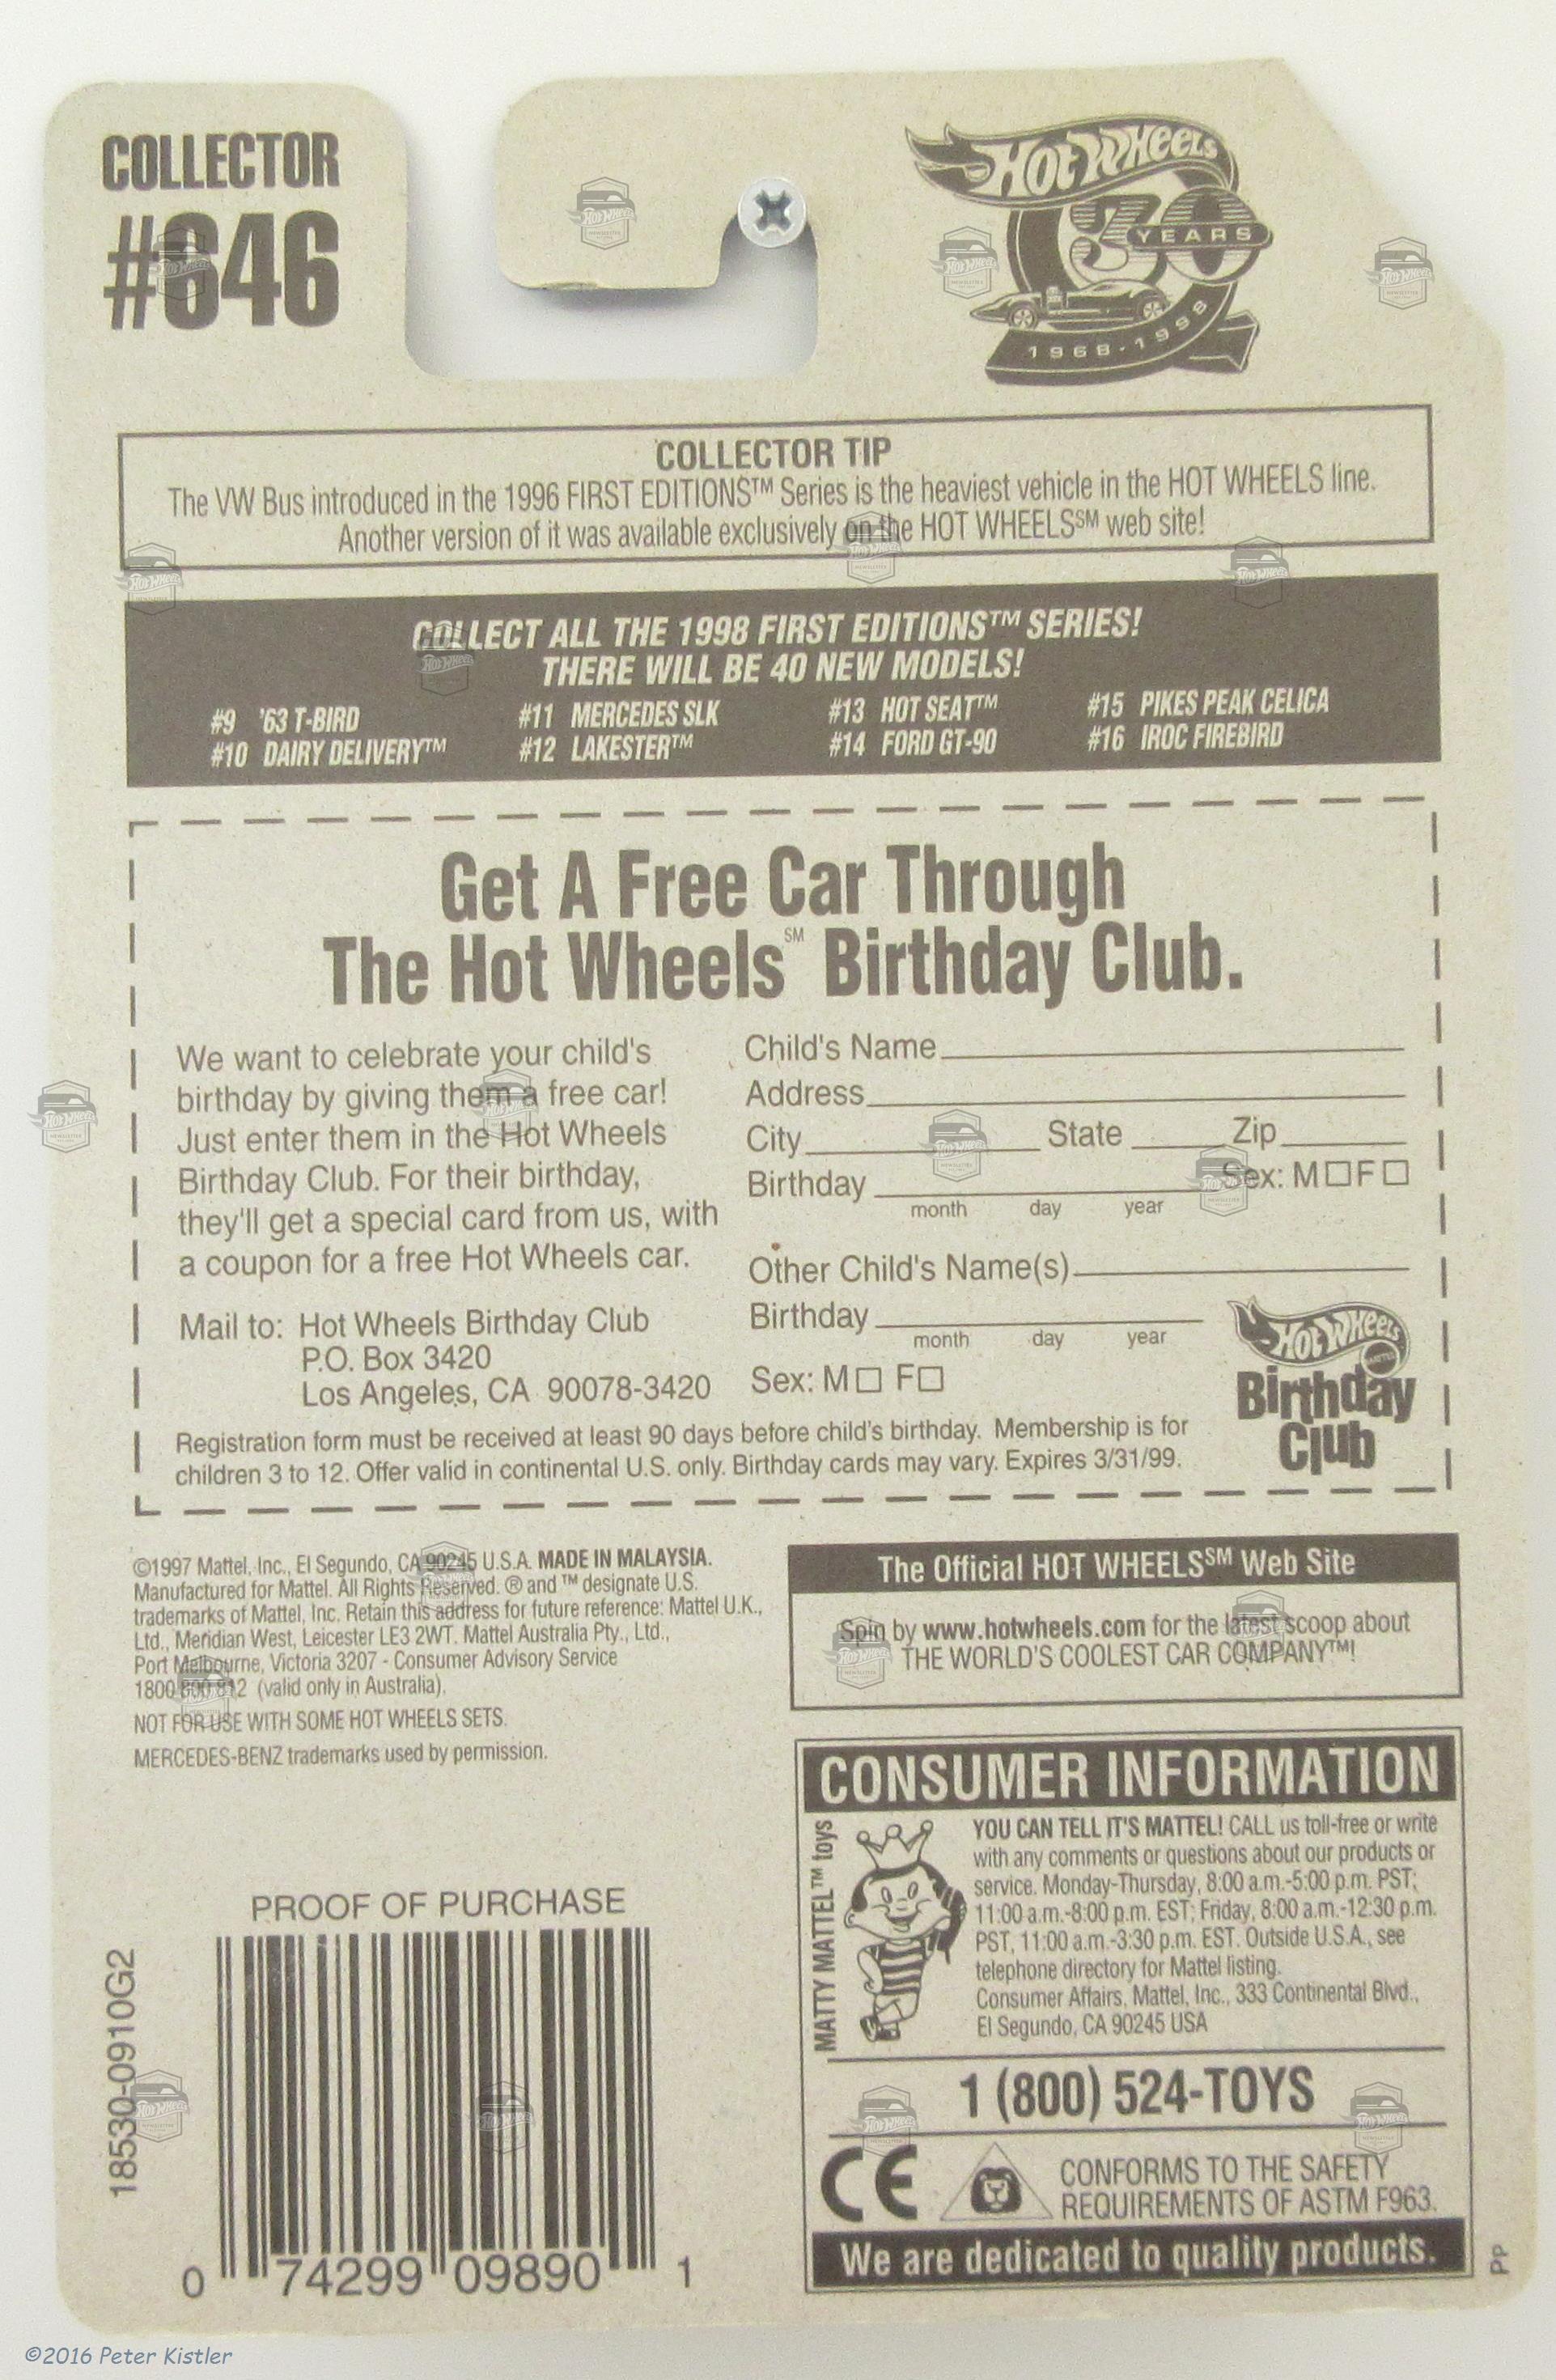 COLLECTOR
#646
HOT WHEELS
30
YEARS
1968-1998
COLLECTOR TIP
The VW Bus introduced in the 1996 FIRST EDITIONS™ Series is the heaviest vehicle in the HOT WHEELS line.
Another version of it was available exclusively on the HOT WHEELS℠ web site!
COLLECT ALL THE 1998 FIRST EDITIONS™ SERIES!
THERE WILL BE 40 NEW MODELS!
#9 '63 T-BIRD #11 MERCEDES SLK #13 HOT SEAT™ #15 PIKES PEAK CELICA
#10 DAIRY DELIVERY™ #12 LAKESTER™ #14 FORD GT-90 #16 IROC FIREBIRD
Get A Free Car Through
The Hot Wheels℠ Birthday Club.
We want to celebrate your child's
birthday by giving them a free car!
Just enter them in the Hot Wheels
Birthday Club. For their birthday,
they'll get a special card from us, with
a coupon for a free Hot Wheels car.
Mail to: Hot Wheels Birthday Club
P.O. Box 3420
Los Angeles, CA 90078-3420
Child's Name
Address
City State Zip
Birthday Sex: M☐ F☐
month day year
Other Child's Name(s)
Birthday
month day year
Sex: M☐ F☐
HOT WHEELS
MATTEL
Birthday
Club
Registration form must be received at least 90 days before child's birthday. Membership is for
children 3 to 12. Offer valid in continental U.S. only. Birthday cards may vary. Expires 3/31/99.
©1997 Mattel, Inc., El Segundo, CA 90245 U.S.A. MADE IN MALAYSIA.
Manufactured for Mattel. All Rights Reserved. ® and ™ designate U.S.
trademarks of Mattel, Inc. Retain this address for future reference: Mattel U.K.,
Ltd., Meridian West, Leicester LE3 2WT. Mattel Australia Pty., Ltd.,
Port Melbourne, Victoria 3207 - Consumer Advisory Service
1800 800 812 (valid only in Australia).
NOT FOR USE WITH SOME HOT WHEELS SETS.
MERCEDES-BENZ trademarks used by permission.
The Official HOT WHEELS℠ Web Site
Spin by www.hotwheels.com for the latest scoop about
THE WORLD'S COOLEST CAR COMPANY™!
CONSUMER INFORMATION
MATTY MATTEL™ toys
YOU CAN TELL IT'S MATTEL! CALL us toll-free or write
with any comments or questions about our products or
service. Monday-Thursday, 8:00 a.m.-5:00 p.m. PST;
11:00 a.m.-8:00 p.m. EST; Friday, 8:00 a.m.-12:30 p.m.
PST, 11:00 a.m.-3:30 p.m. EST. Outside U.S.A., see
telephone directory for Mattel listing.
Consumer Affairs, Mattel, Inc., 333 Continental Blvd.,
El Segundo, CA 90245 USA
1 (800) 524-TOYS
CE
CONFORMS TO THE SAFETY
REQUIREMENTS OF ASTM F963.
We are dedicated to quality products.
PP
PROOF OF PURCHASE
18530-0910G2
0 74299 09890 1
©2016 Peter Kistler